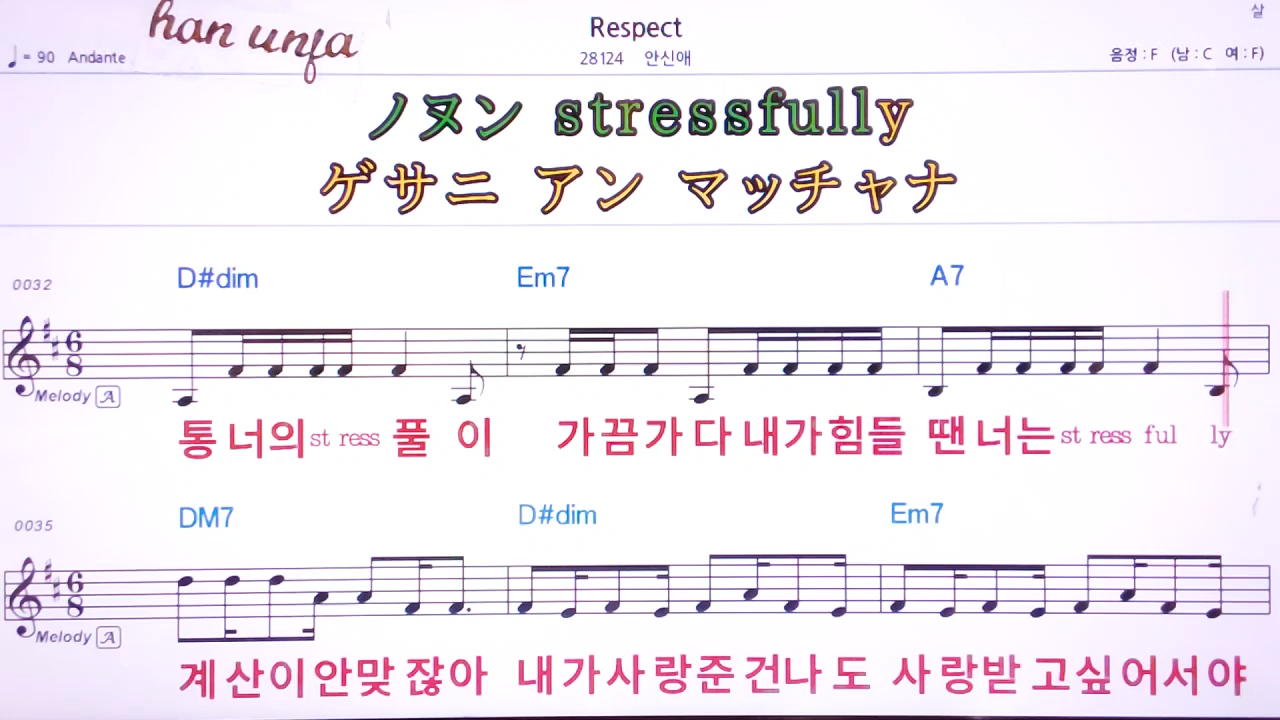 han unfa
Respect
살
♩= 90 Andante
28124 안신애
음정 : F (남 : C 여 : F)
ノヌン stressfully
ゲサニ アン マッチャナ
0032
D#dim Em7 A7
Melody A
통 너의 st ress 풀 이 가끔가 다 내가힘들 땐 너는 st ress ful ly
0035
DM7 D#dim Em7
Melody A
계산이안맞 잖아 내가사랑준건나도 사랑받고싶어서야